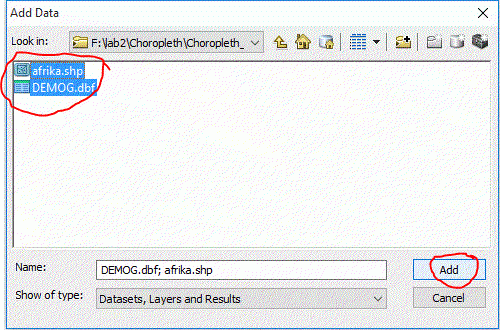 Add Data
Look in: F:\lab2\Choropleth\Choropleth_
afrika.shp
DEMOG.dbf
Name: DEMOG.dbf; afrika.shp Add
Show of type: Datasets, Layers and Results Cancel